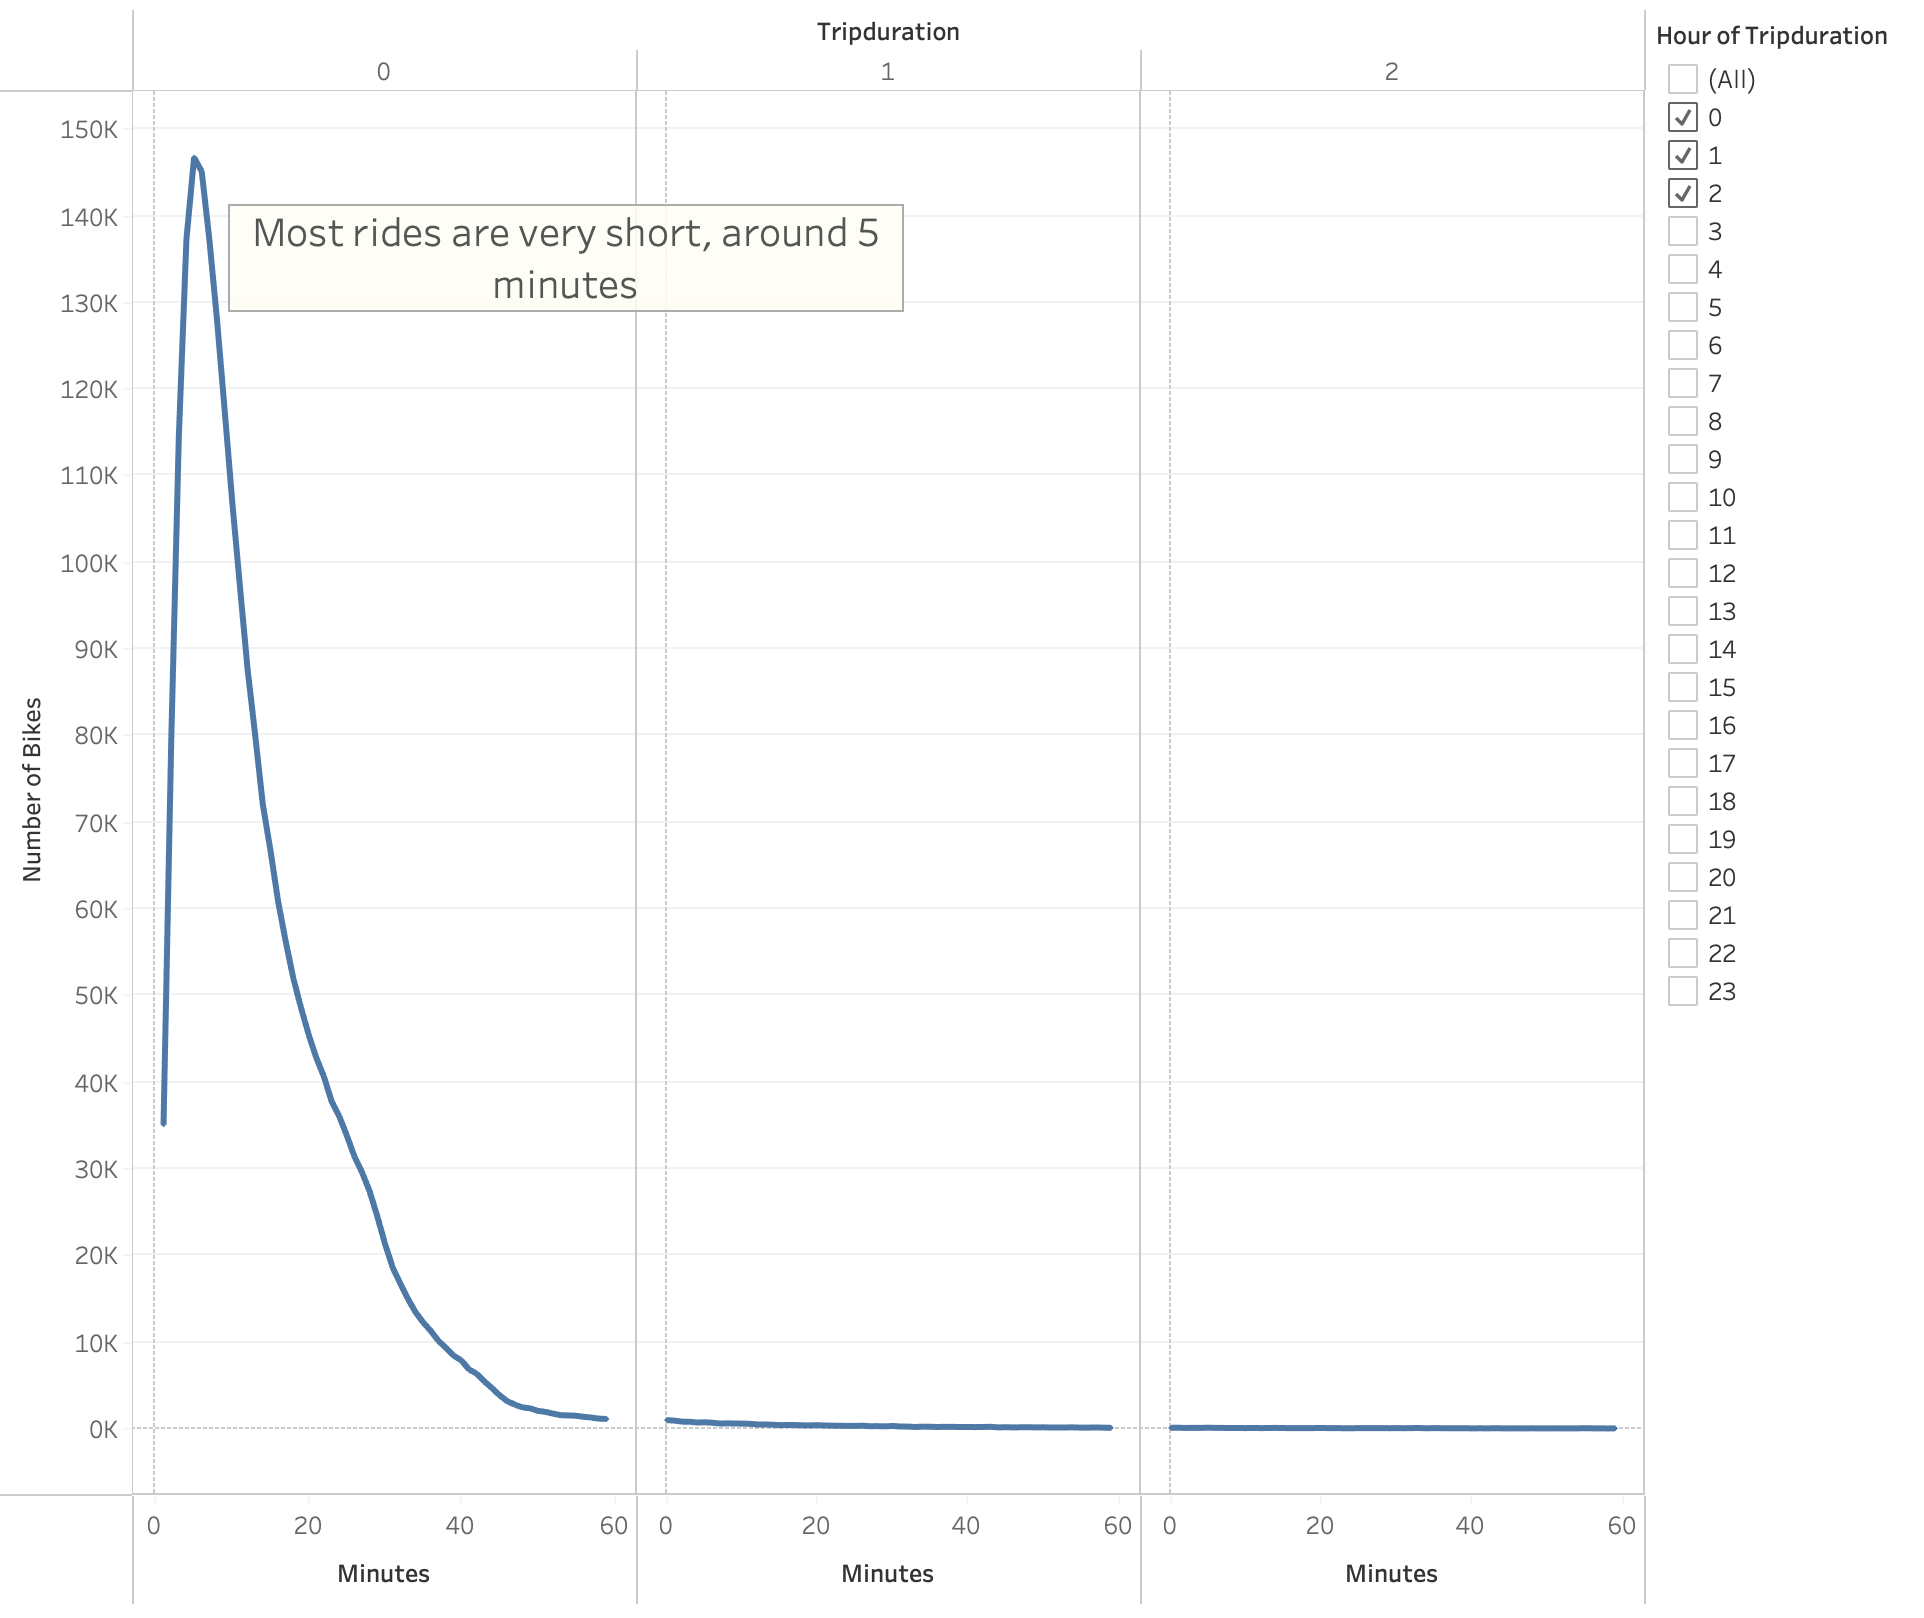 Tripduration
0 1 2
Hour of Tripduration
(All)
0
1
2
3
4
5
6
7
8
9
10
11
12
13
14
15
16
17
18
19
20
21
22
23
Number of Bikes
150K
140K
130K
120K
110K
100K
90K
80K
70K
60K
50K
40K
30K
20K
10K
0K
Most rides are very short, around 5
minutes
0 20 40 60 0 20 40 60 0 20 40 60
Minutes Minutes Minutes